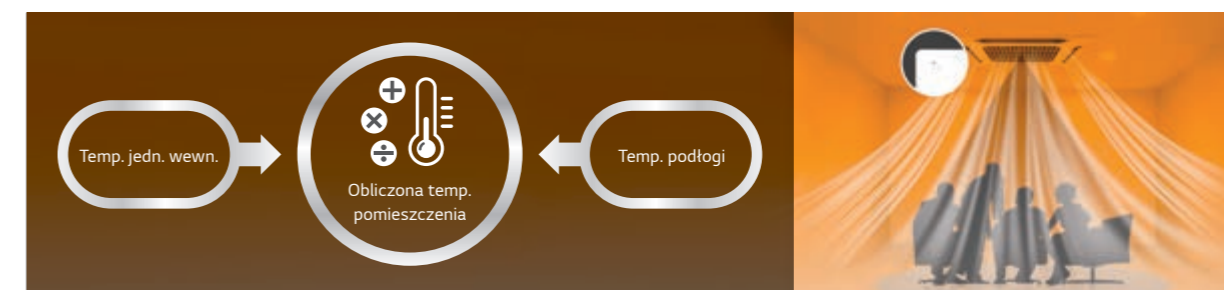 Temp. jedn. wewn.
Obliczona temp.
pomieszczenia
Temp. podłogi